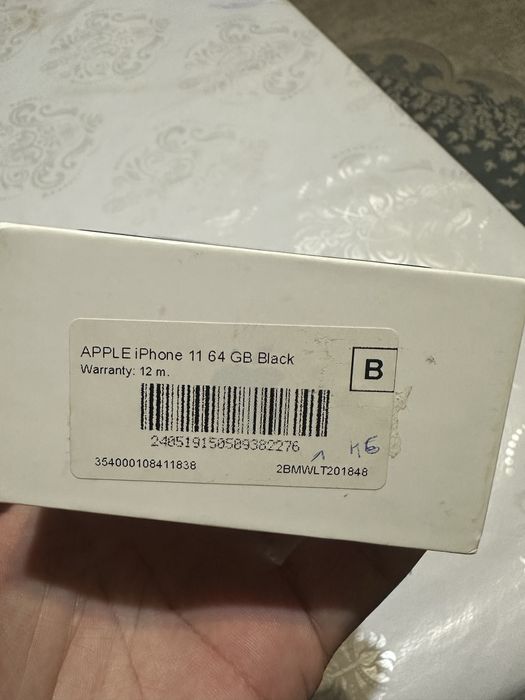 APPLE iPhone 11 64 GB Black
Warranty: 12 m.
B
240519150509382276
354000108411838
2BMWLT201848